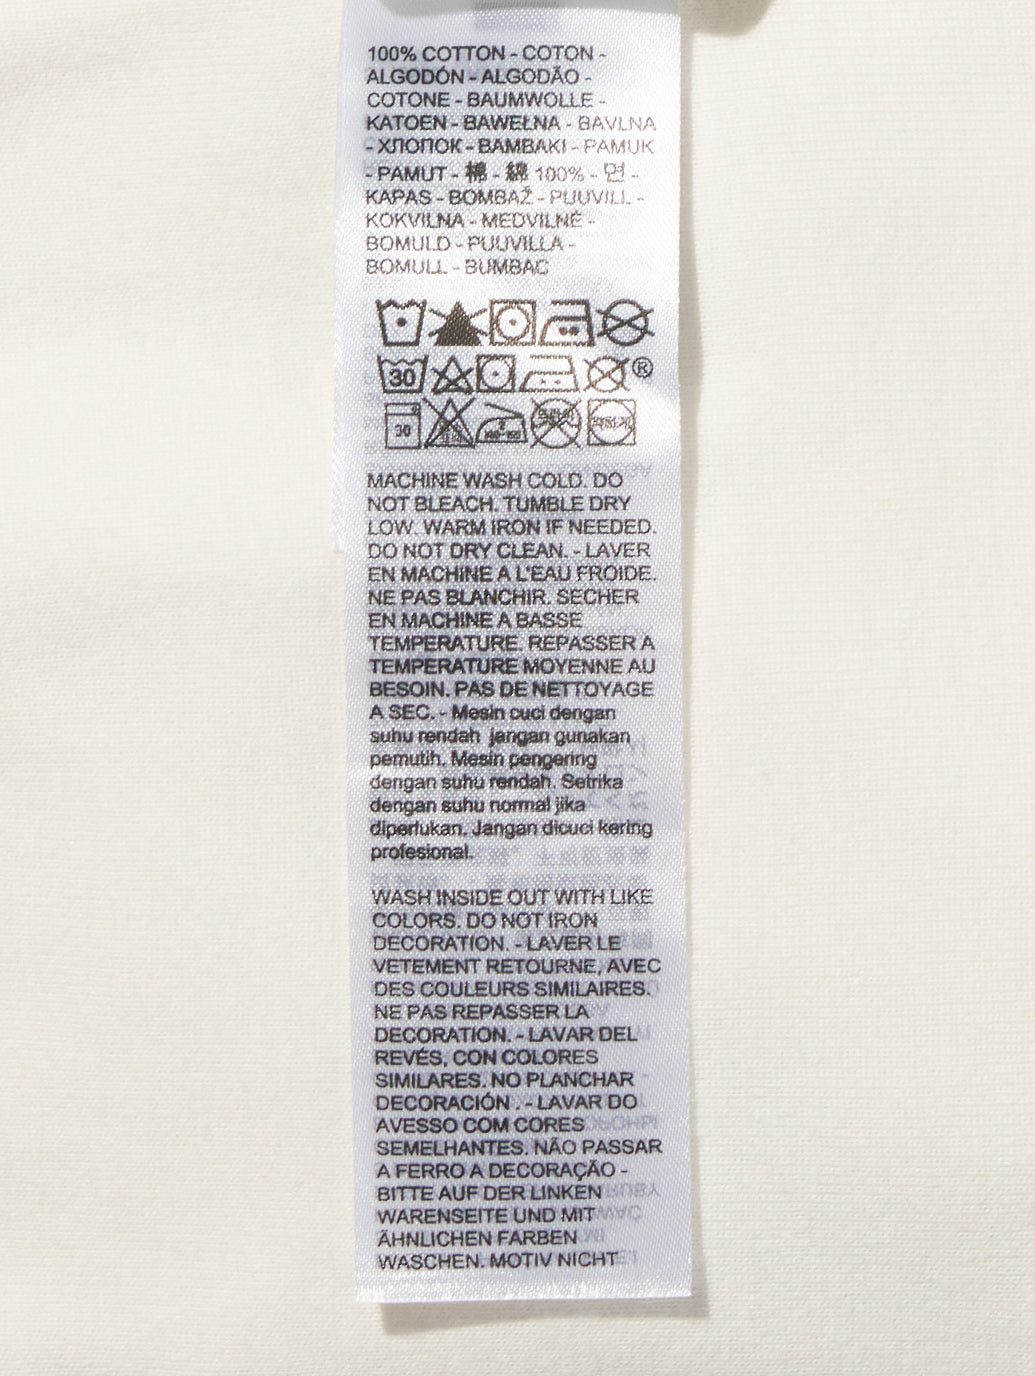 100% COTTON - COTON -
ALGODÓN - ALGODÃO -
COTONE - BAUMWOLLE -
KATOEN - BAWEŁNA - BAVLNA
- ХЛОПОК - BAMBAKI - PAMUK
- PAMUT - 棉 - 綿 100% - 면 -
KAPAS - BOMBAŽ - PUUVILL -
KOKVILNA - MEDVILNĖ -
BOMULD - PUUVILLA -
BOMULL - BUMBAC
30 ®
30
MACHINE WASH COLD. DO
NOT BLEACH. TUMBLE DRY
LOW. WARM IRON IF NEEDED.
DO NOT DRY CLEAN. - LAVER
EN MACHINE A L'EAU FROIDE.
NE PAS BLANCHIR. SECHER
EN MACHINE A BASSE
TEMPERATURE. REPASSER A
TEMPERATURE MOYENNE AU
BESOIN. PAS DE NETTOYAGE
A SEC. - Mesin cuci dengan
suhu rendah jangan gunakan
pemutih. Mesin pengering
dengan suhu rendah. Setrika
dengan suhu normal jika
diperlukan. Jangan dicuci kering
profesional.
WASH INSIDE OUT WITH LIKE
COLORS. DO NOT IRON
DECORATION. - LAVER LE
VETEMENT RETOURNE, AVEC
DES COULEURS SIMILAIRES.
NE PAS REPASSER LA
DECORATION. - LAVAR DEL
REVÉS, CON COLORES
SIMILARES. NO PLANCHAR
DECORACIÓN . - LAVAR DO
AVESSO COM CORES
SEMELHANTES. NÃO PASSAR
A FERRO A DECORAÇÃO -
BITTE AUF DER LINKEN
WARENSEITE UND MIT
ÄHNLICHEN FARBEN
WASCHEN. MOTIV NICHT